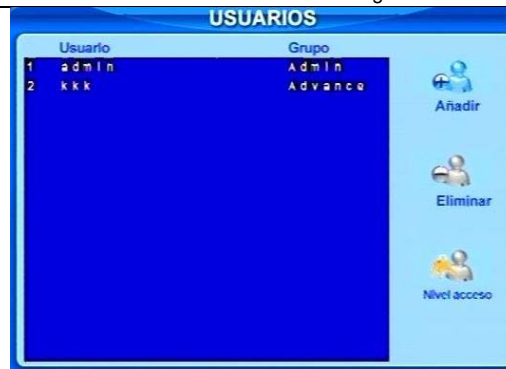 USUARIOS
Usuario Grupo
1 admin Admin
2 kkk Advance
Añadir
Eliminar
Nivel acceso